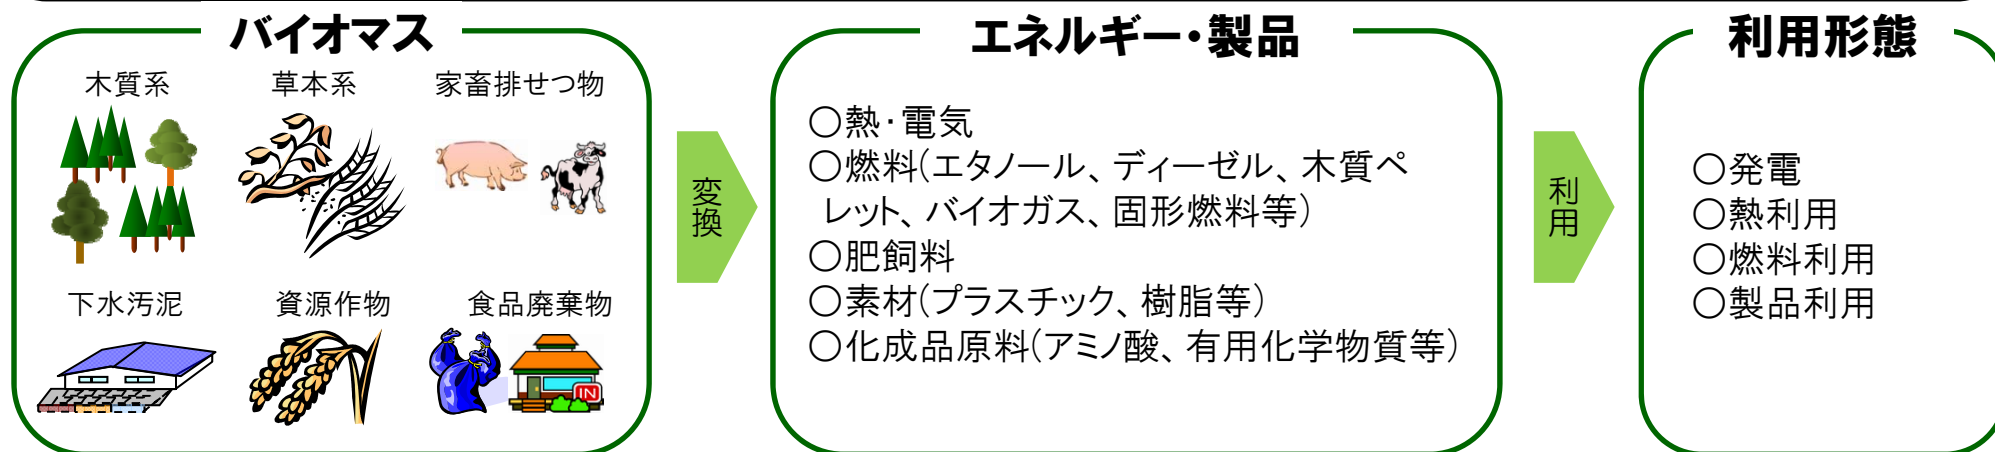 バイオマス
木質系
草本系
家畜排せつ物
下水汚泥
資源作物
食品廃棄物
IN
変換
エネルギー・製品
○熱・電気
○燃料(エタノール、ディーゼル、木質ペ
レット、バイオガス、固形燃料等)
○肥飼料
○素材(プラスチック、樹脂等)
○化成品原料(アミノ酸、有用化学物質等)
利用
利用形態
○発電
○熱利用
○燃料利用
○製品利用